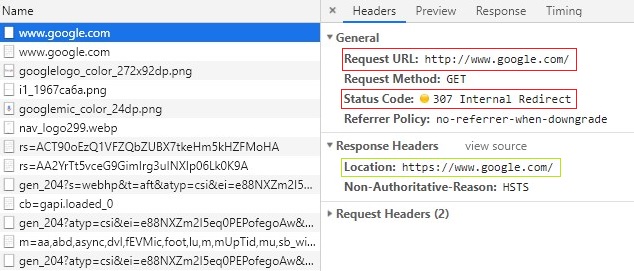 Name
www.google.com
www.google.com
googlelogo_color_272x92dp.png
i1_1967ca6a.png
googlemic_color_24dp.png
nav_logo299.webp
rs=ACT90oEzQ1VFZQbZUBX7tkeHm5kHZFMoHA
rs=AA2YrTt5vceG9GimIrg3uINXIp06Lk0K9A
gen_204?s=webhp&t=aft&atyp=csi&ei=e88NXZm2I5eq0...
cb=gapi.loaded_0
gen_204?atyp=csi&ei=e88NXZm2I5eq0PEPofegoAw&...
m=aa,abd,async,dvl,fEVMic,foot,lu,m,mUpTid,mu,sb_wi...
gen_204?atyp=csi&ei=e88NXZm2I5eq0PEPofegoAw&...
Headers Preview Response Timing
General
Request URL: http://www.google.com/
Request Method: GET
Status Code: 307 Internal Redirect
Referrer Policy: no-referrer-when-downgrade
Response Headers view source
Location: https://www.google.com/
Non-Authoritative-Reason: HSTS
Request Headers (2)